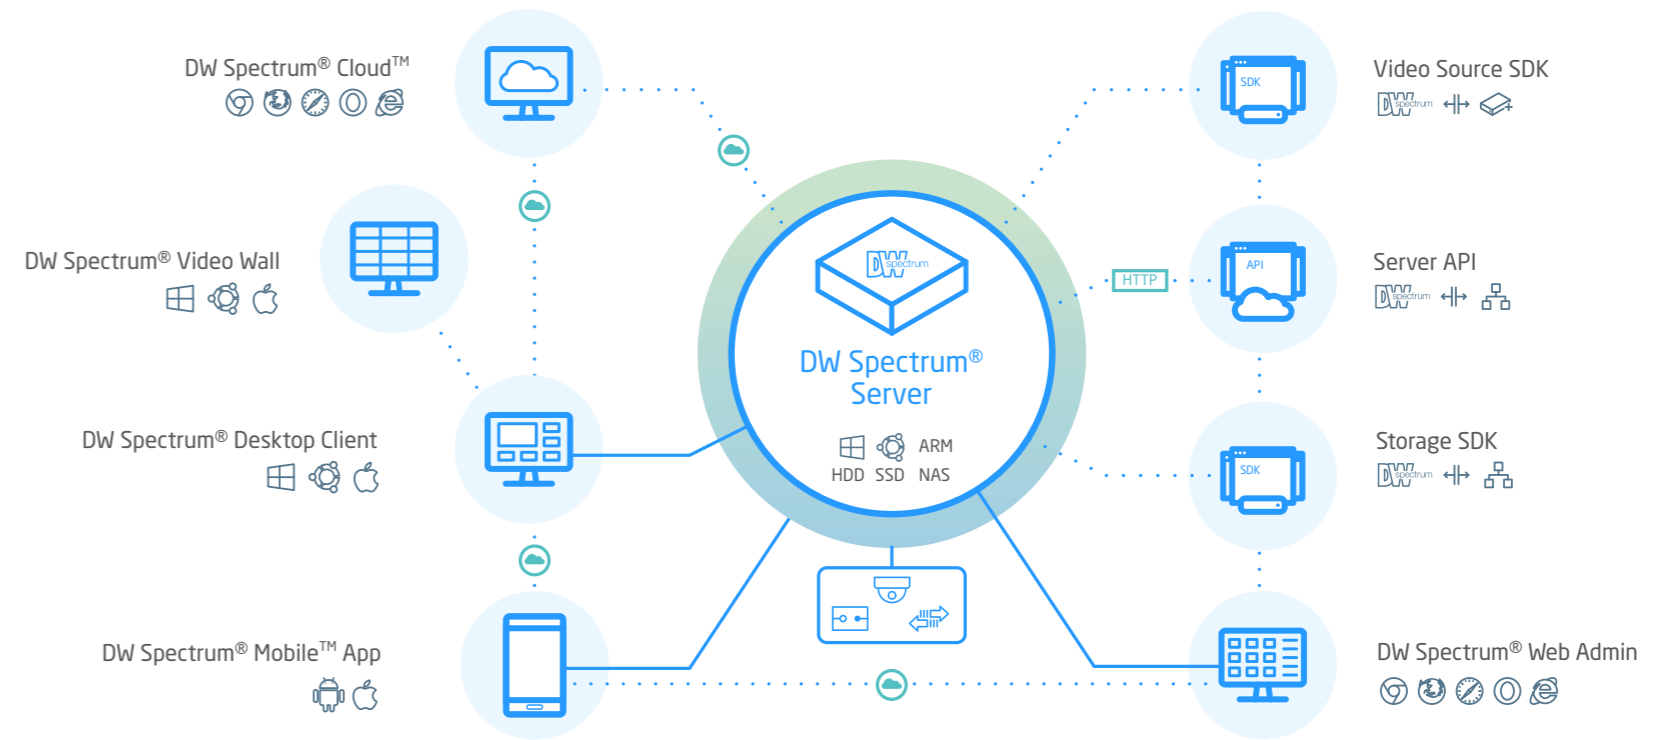 DW Spectrum® Cloud™
DW Spectrum® Video Wall
DW Spectrum® Desktop Client
DW Spectrum® Mobile™ App
DW spectrum
DW Spectrum®
Server
ARM
HDD SSD NAS
HTTP
SDK
Video Source SDK
DW spectrum
API
Server API
DW spectrum
SDK
Storage SDK
DW spectrum
DW Spectrum® Web Admin